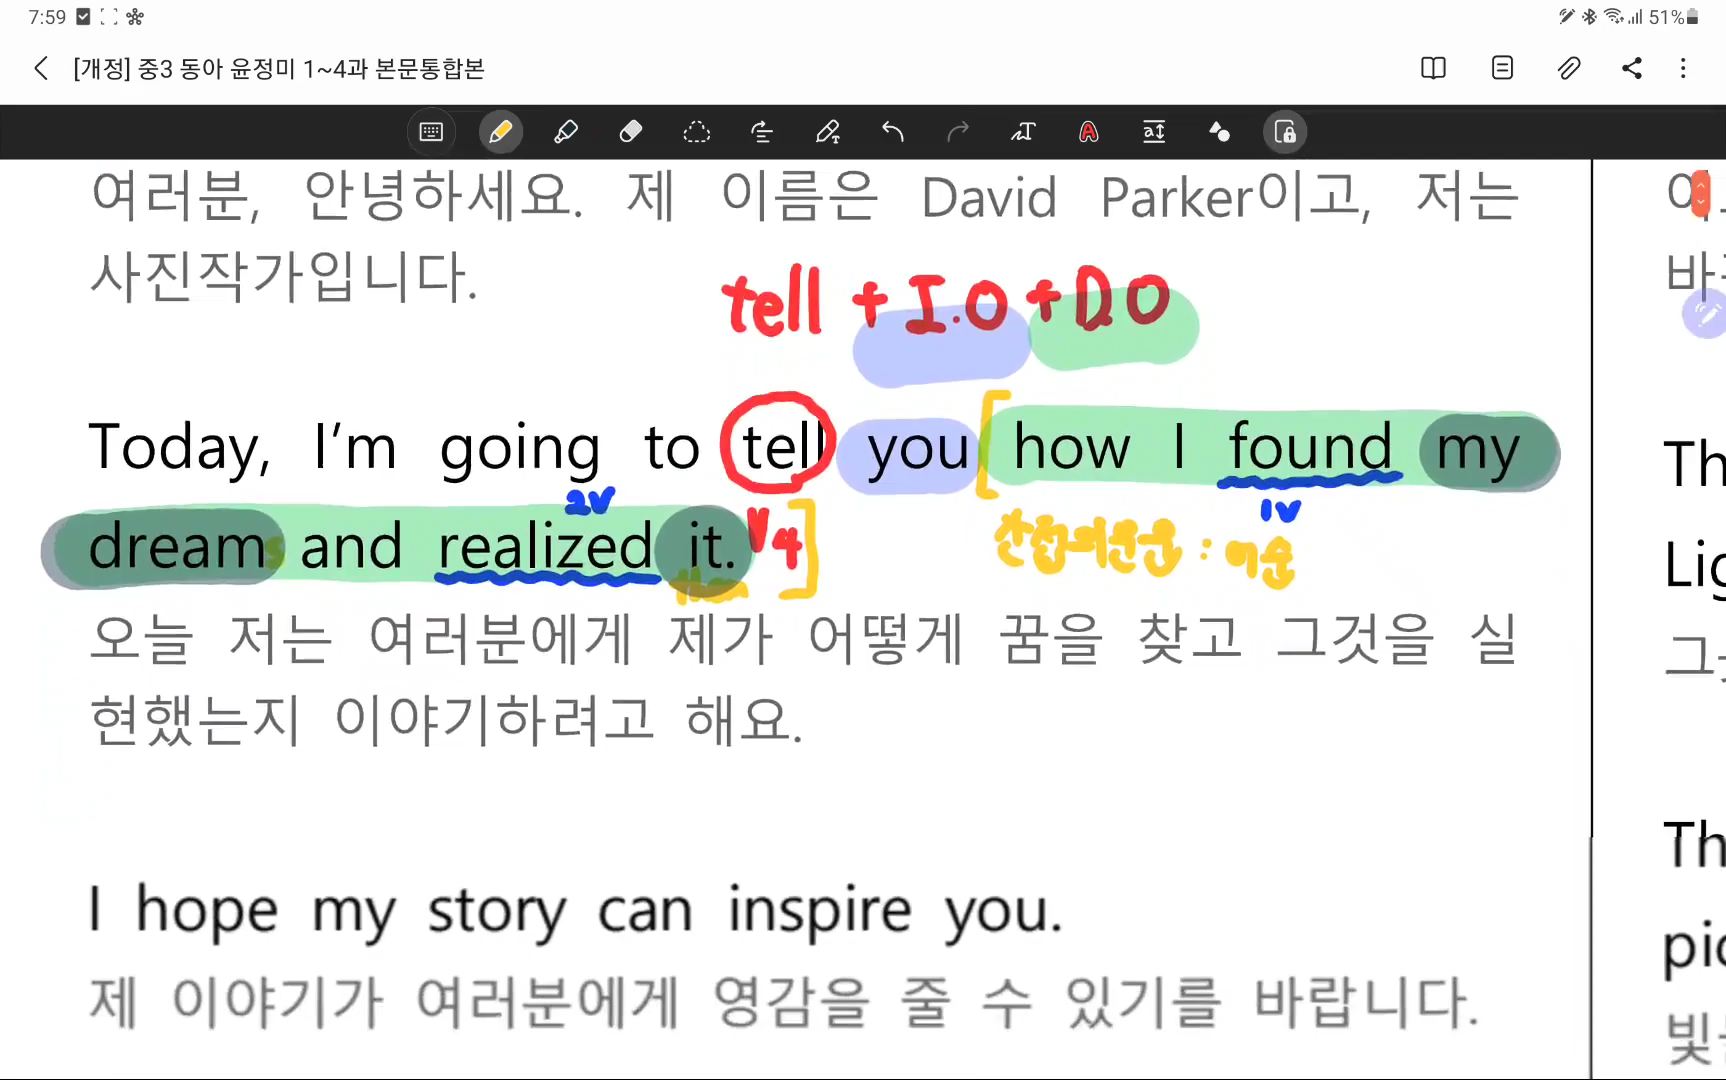 7:59 51%
[개정] 중3 동아 윤정미 1~4과 본문통합본
여러분, 안녕하세요. 제 이름은 David Parker이고, 저는
사진작가입니다.
tell + I.O + D.O
Today, I'm going to tell you [how I found my
2V 1V
dreams and realized it. V4]
them
간접의문문 : 어순
오늘 저는 여러분에게 제가 어떻게 꿈을 찾고 그것을 실
현했는지 이야기하려고 해요.
I hope my story can inspire you.
제 이야기가 여러분에게 영감을 줄 수 있기를 바랍니다.
Th
Lig
Th
pic